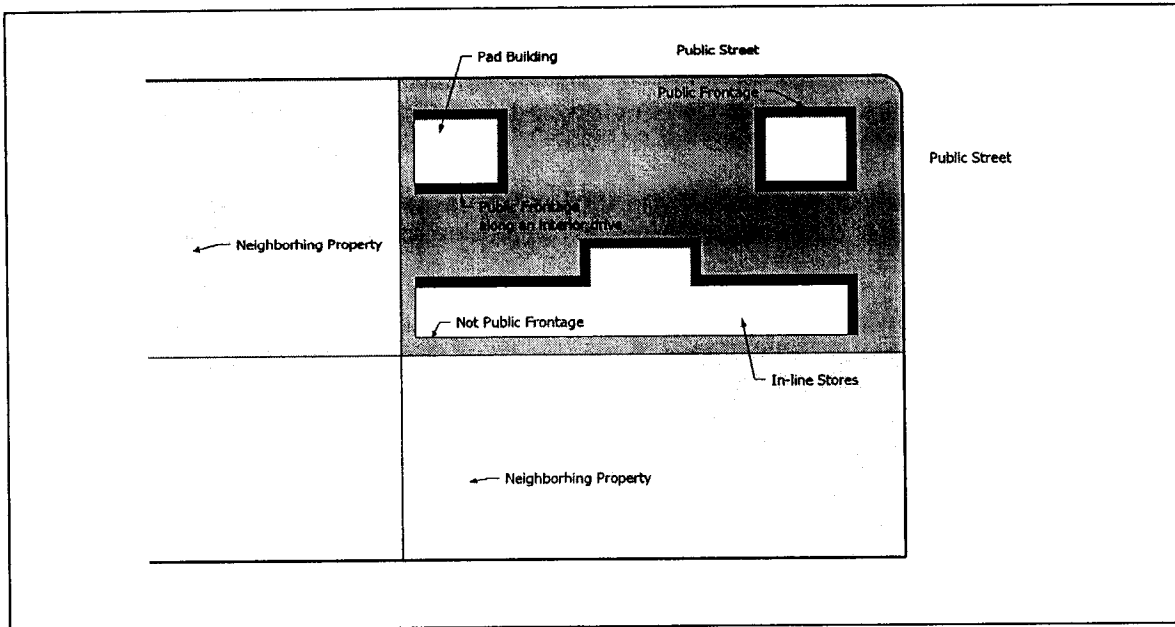 Public Street
Pad Building
Public Frontage
Public Street
Public Frontage
along an interior drive
Neighborhing Property
Not Public Frontage
In-line Stores
Neighborhing Property